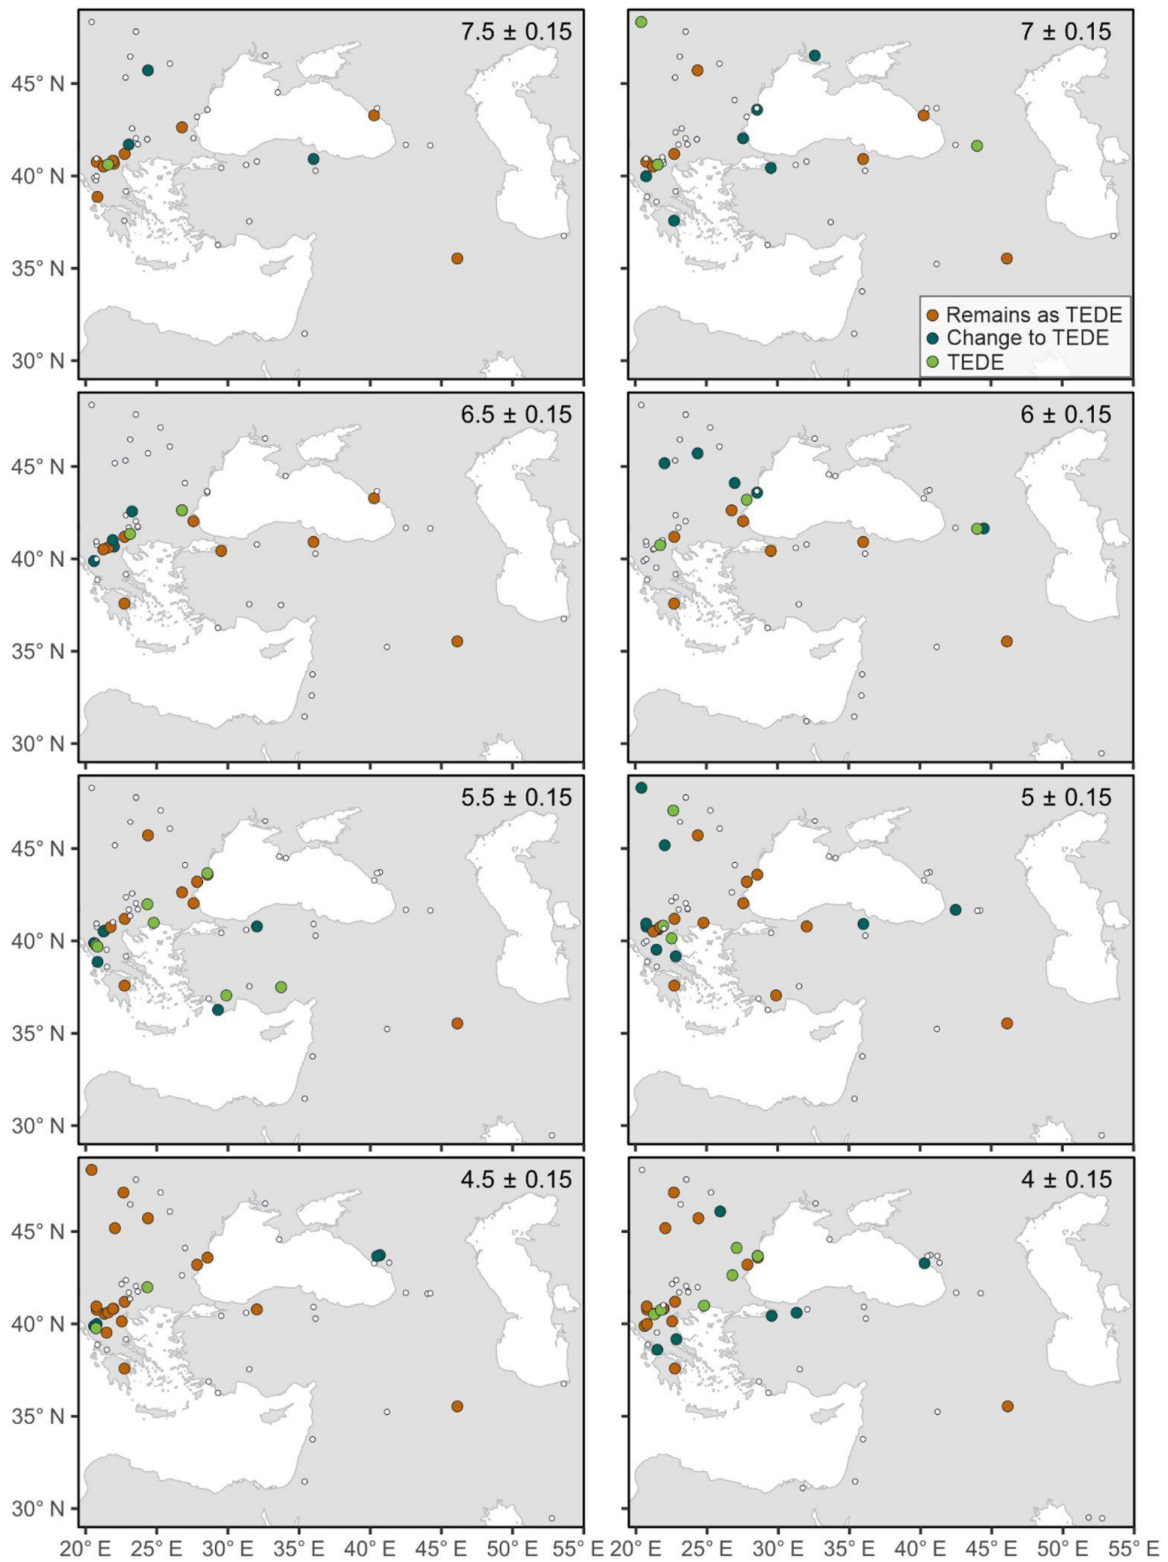 7.5 ± 0.15
7 ± 0.15
45° N
40° N
35° N
30° N
Remains as TEDE
Change to TEDE
TEDE
6.5 ± 0.15
6 ± 0.15
45° N
40° N
35° N
30° N
5.5 ± 0.15
5 ± 0.15
45° N
40° N
35° N
30° N
4.5 ± 0.15
4 ± 0.15
45° N
40° N
35° N
30° N
20° E 25° E 30° E 35° E 40° E 45° E 50° E 55° E 20° E 25° E 30° E 35° E 40° E 45° E 50° E 55° E